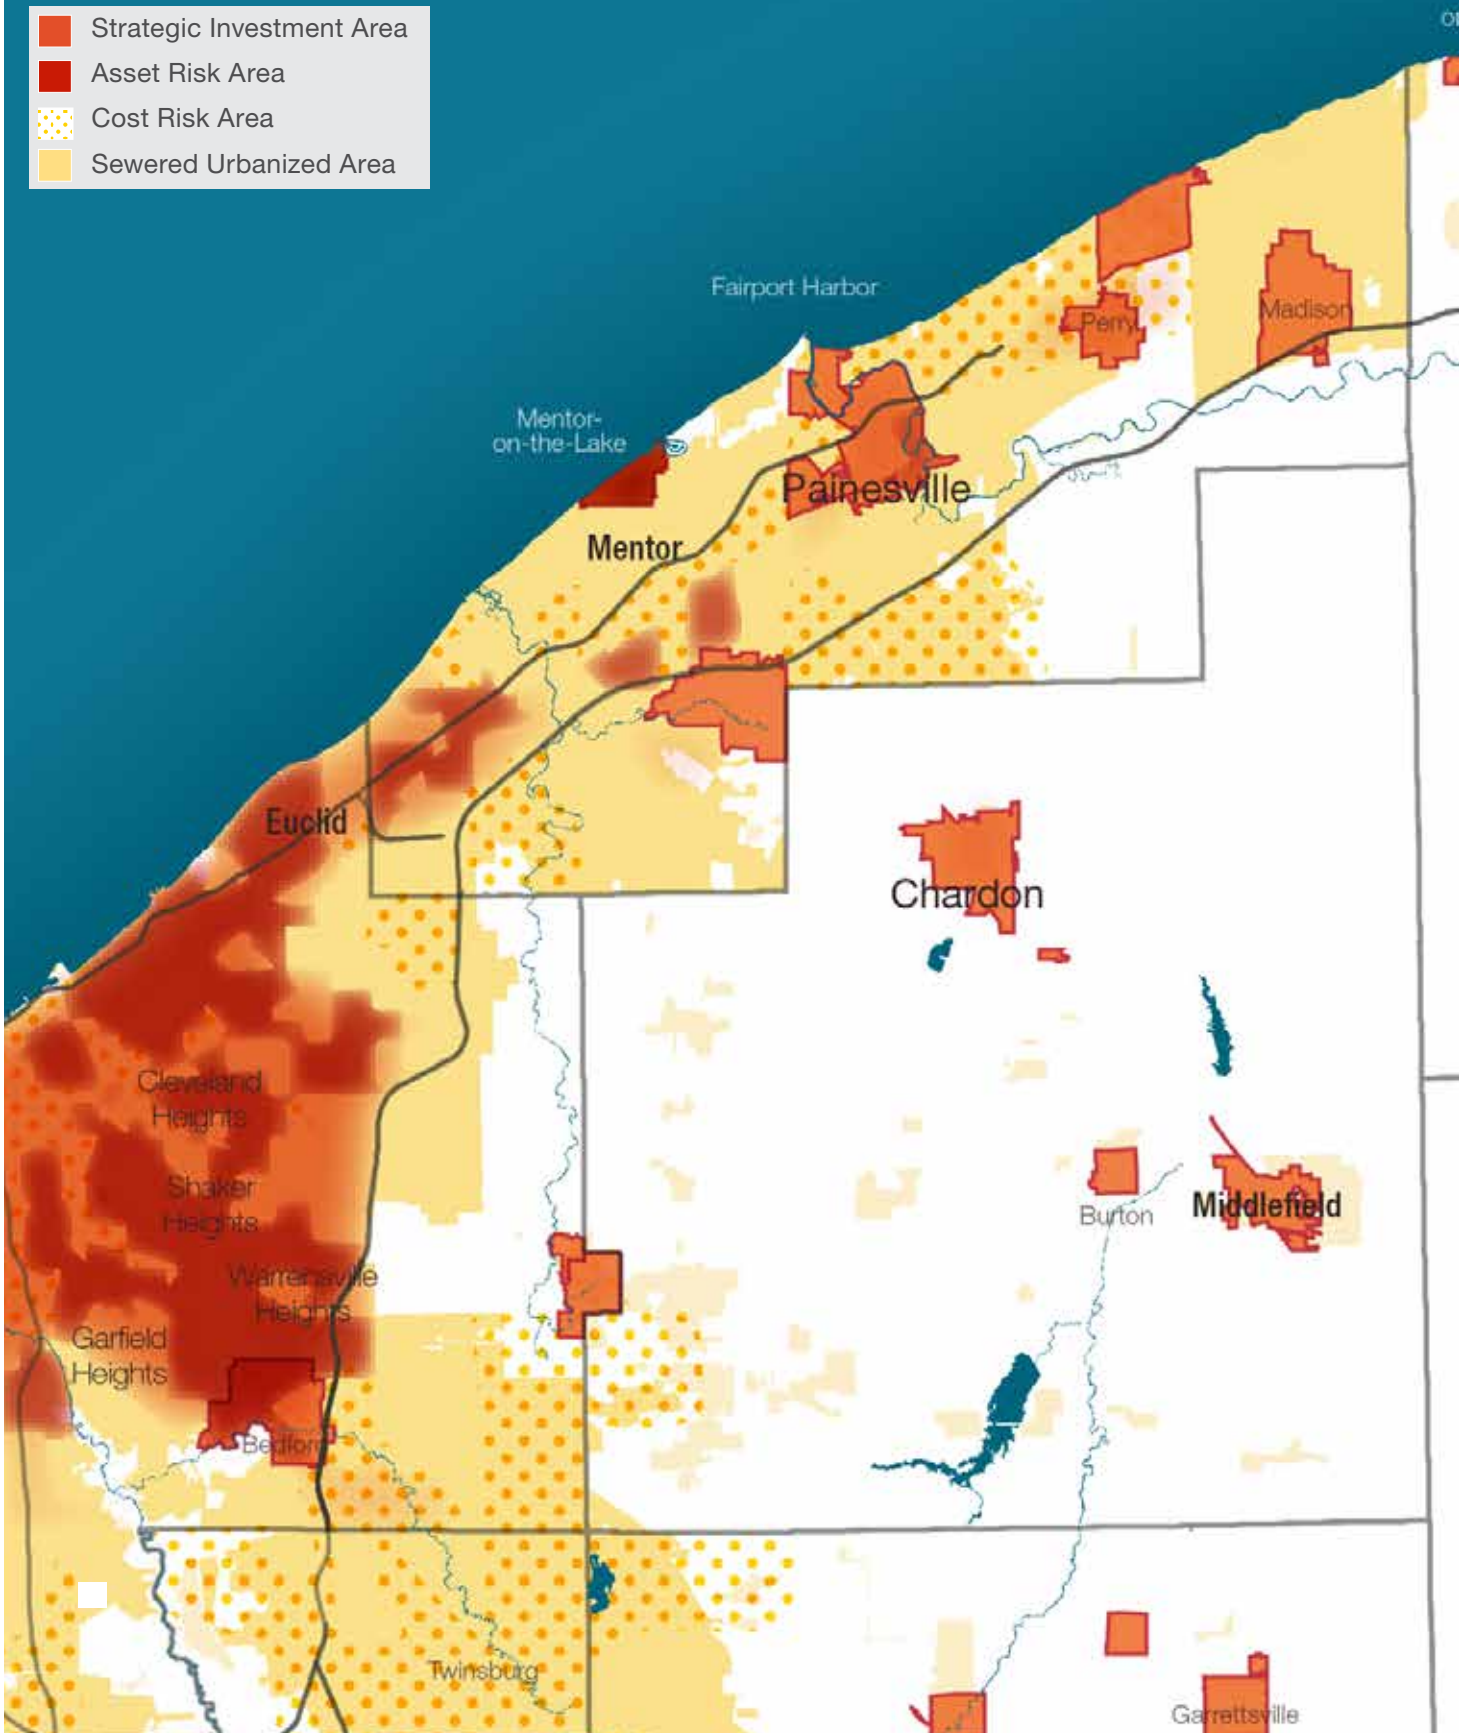 Strategic Investment Area
Asset Risk Area
Cost Risk Area
Sewered Urbanized Area
Fairport Harbor
Madison
Perry
Mentor-
on-the-Lake
Painesville
Mentor
Euclid
Chardon
Cleveland
Heights
Shaker
Heights
Burton
Middlefield
Warrensville
Heights
Garfield
Heights
Bedford
Twinsburg
Garrettsville